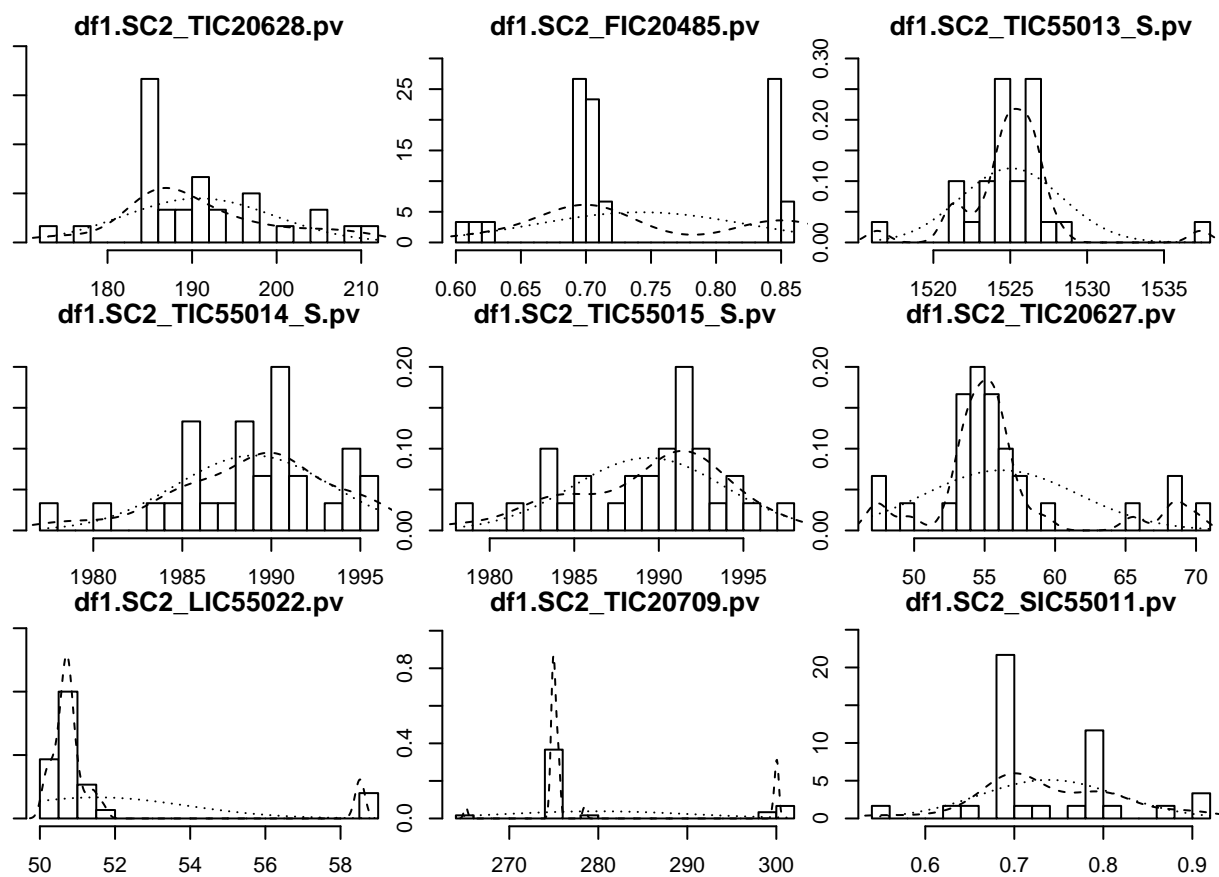 df1.SC2_TIC20628.pv
180 190 200 210
df1.SC2_FIC20485.pv
0 5 15 25
0.60 0.65 0.70 0.75 0.80 0.85
df1.SC2_TIC55013_S.pv
0.00 0.10 0.20 0.30
1520 1525 1530 1535
df1.SC2_TIC55014_S.pv
1980 1985 1990 1995
df1.SC2_TIC55015_S.pv
0.00 0.10 0.20
1980 1985 1990 1995
df1.SC2_TIC20627.pv
0.00 0.10 0.20
50 55 60 65 70
df1.SC2_LIC55022.pv
50 52 54 56 58
df1.SC2_TIC20709.pv
0.0 0.4 0.8
270 280 290 300
df1.SC2_SIC55011.pv
0 5 10 20
0.6 0.7 0.8 0.9